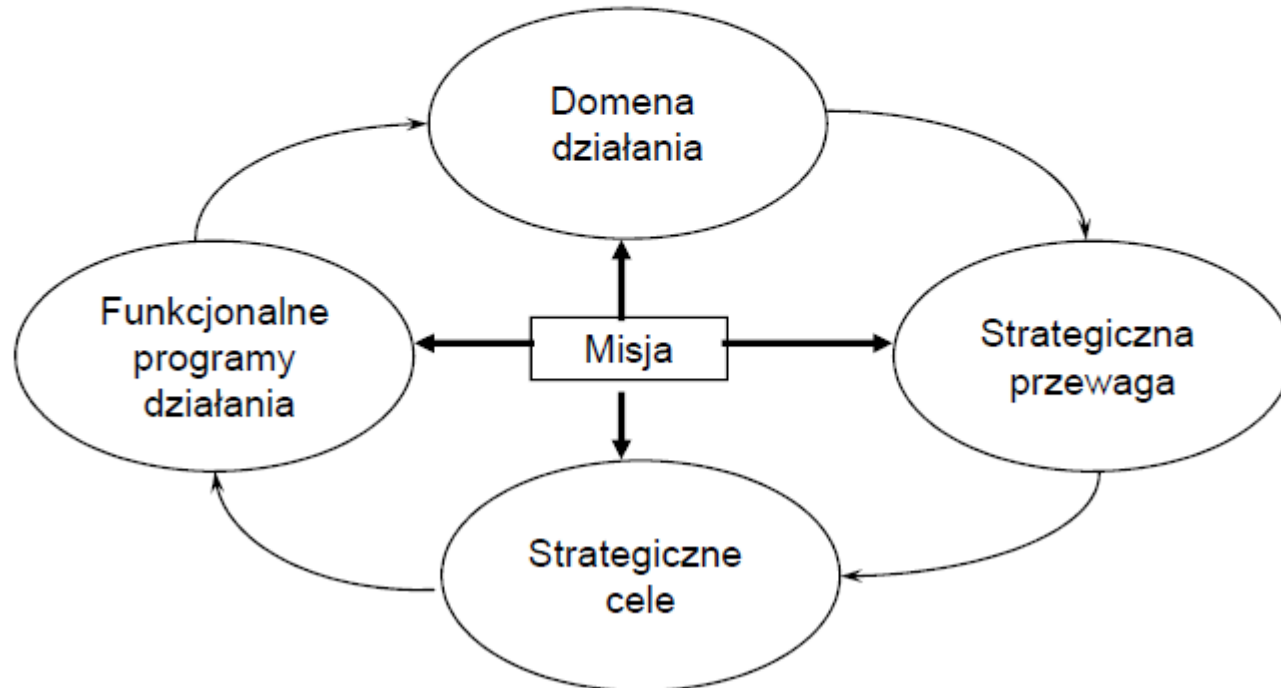 Domena
działania
Funkcjonalne
programy
działania
Misja
Strategiczna
przewaga
Strategiczne
cele